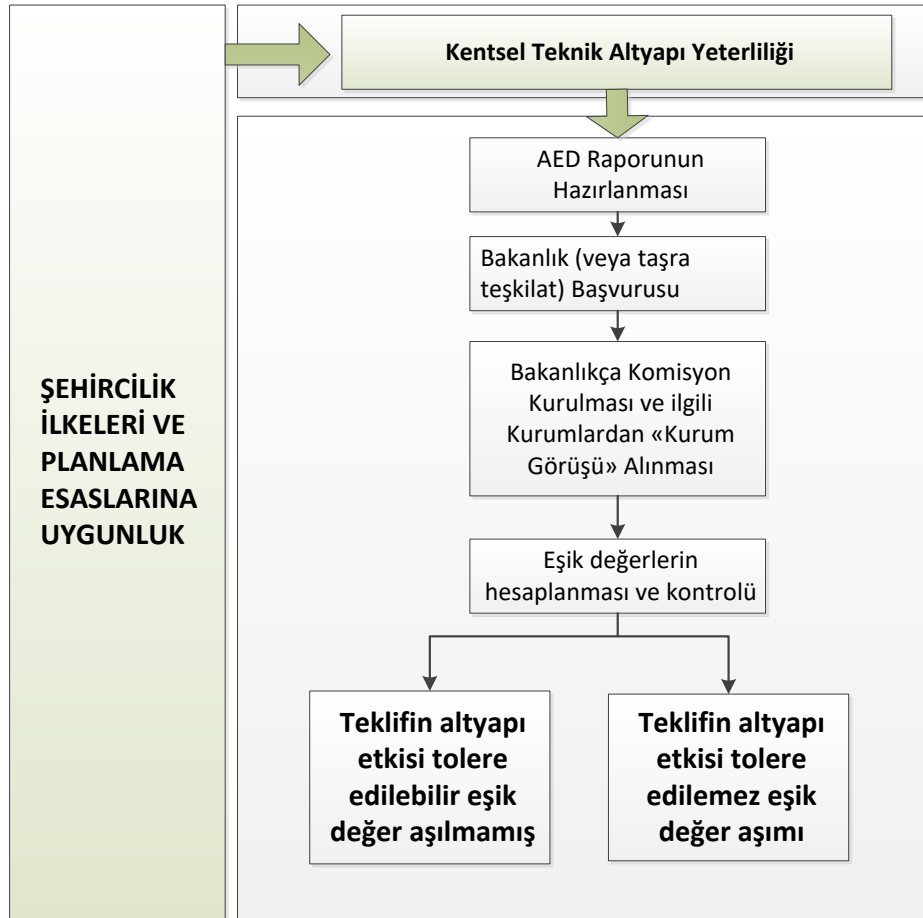 ŞEHİRCİLİK
İLKELERİ VE
PLANLAMA
ESASLARINA
UYGUNLUK
Kentsel Teknik Altyapı Yeterliliği
AED Raporunun
Hazırlanması
Bakanlık (veya taşra
teşkilat) Başvurusu
Bakanlıkça Komisyon
Kurulması ve ilgili
Kurumlardan «Kurum
Görüşü» Alınması
Eşik değerlerin
hesaplanması ve kontrolü
Teklifin altyapı
etkisi tolere
edilebilir eşik
değer aşılmamış
Teklifin altyapı
etkisi tolere
edilemez eşik
değer aşımı